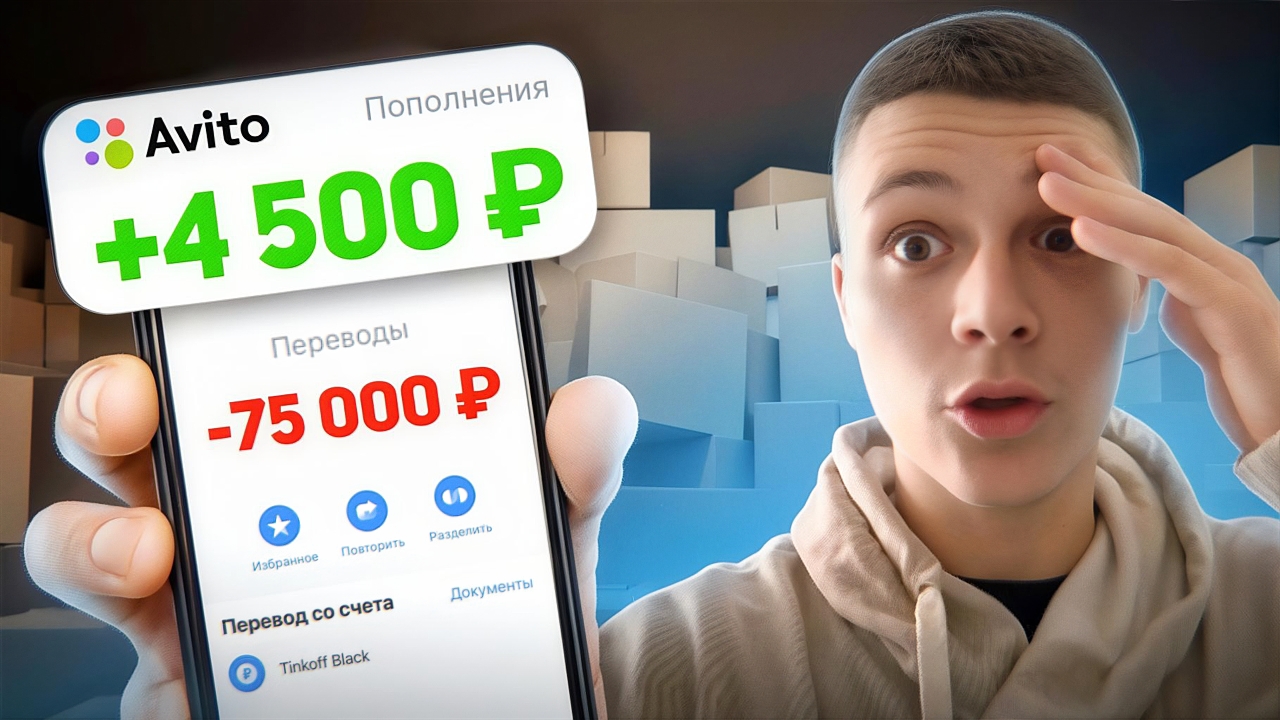 Avito
Пополнения
+4 500 ₽
Переводы
-75 000 ₽
Избранное Повторить Разделить
Перевод со счета Документы
Tinkoff Black